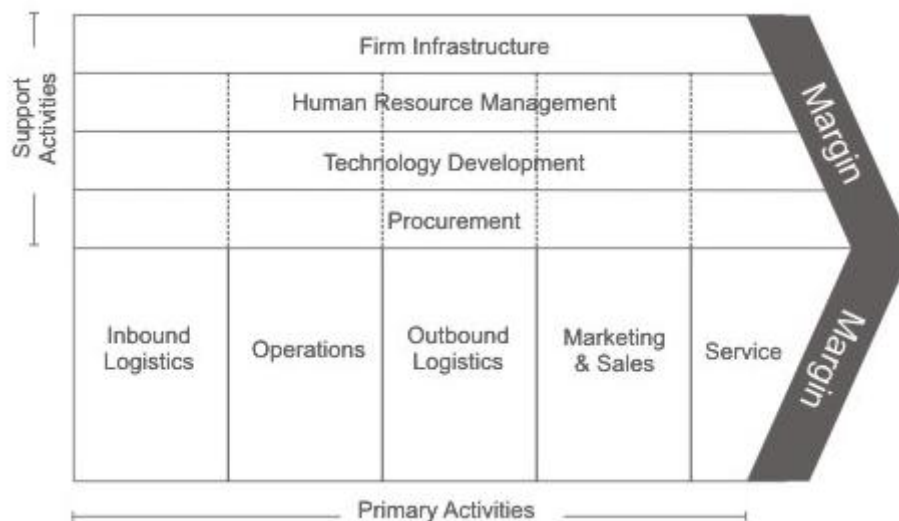 Support
Activities
Firm Infrastructure
Human Resource Management
Technology Development
Procurement
Margin
Margin
Inbound
Logistics
Operations
Outbound
Logistics
Marketing
& Sales
Service
Primary Activities